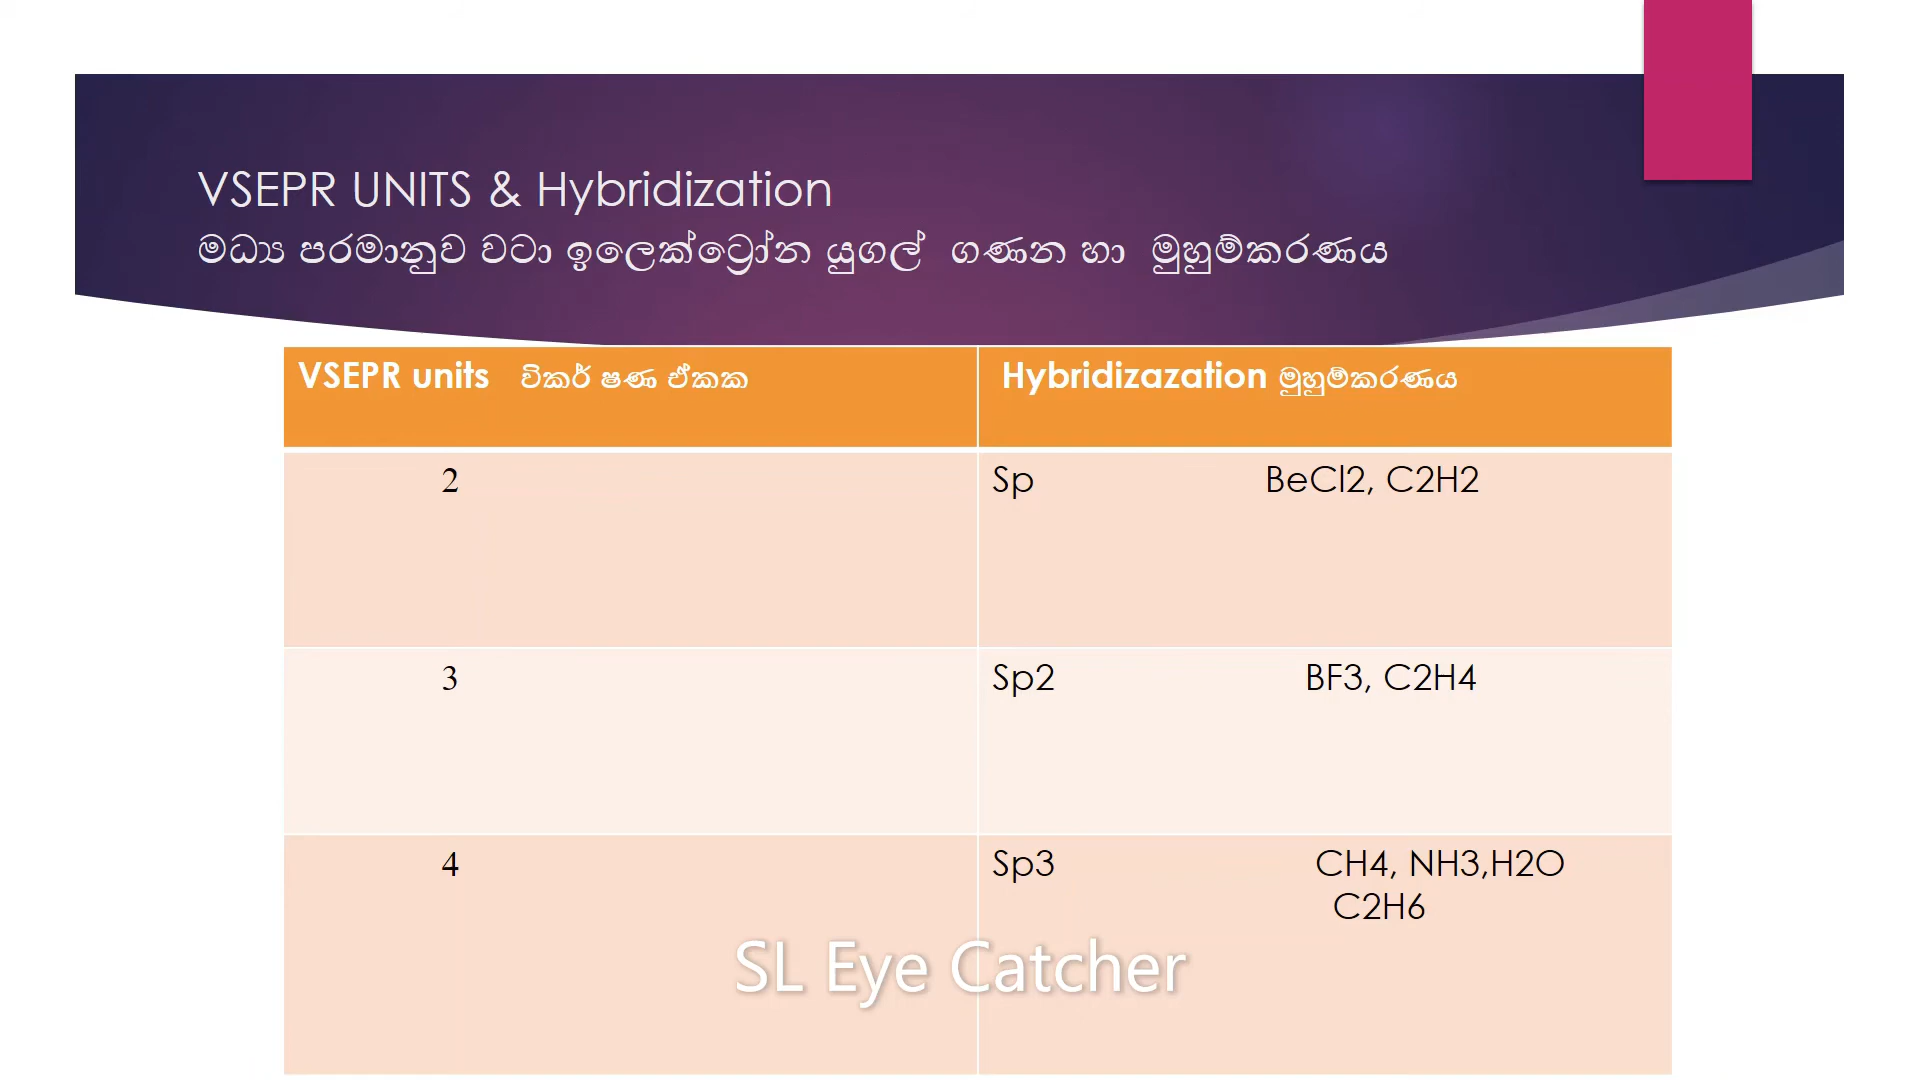 VSEPR UNITS & Hybridization
මධ්‍ය පරමානුව වටා ඉලෙක්ට්‍රෝන යුගල් ගණන හා මුහුම්කරණය
VSEPR units විකර් ෂණ ඒකක
Hybridizazation මුහුම්කරණය
2
Sp BeCl2, C2H2
3
Sp2 BF3, C2H4
4
Sp3 CH4, NH3,H2O
C2H6
SL Eye Catcher